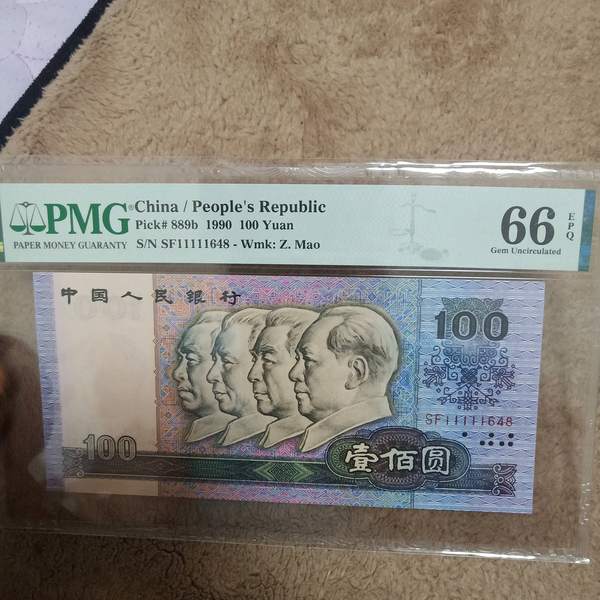 PMG® China / People's Republic
Pick# 889b 1990 100 Yuan
PAPER MONEY GUARANTY S/N SF11111648 - Wmk: Z. Mao
66 EPQ
Gem Uncirculated
中国人民银行
100
SF11111648
100
壹佰圆